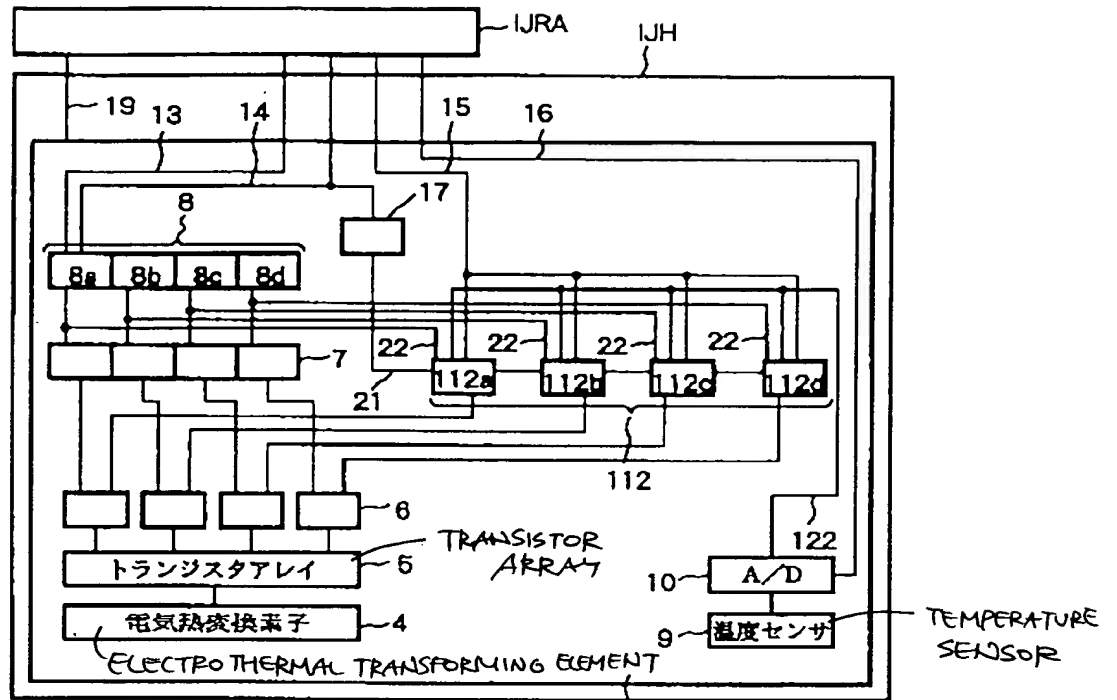 IJRA
IJH
19
13
14
15
16
8
17
8a 8b 8c 8d
22 22 22 22
7
112a 112b 112c 112d
21
112
6
122
トランジスタアレイ 5
TRANSISTOR
ARRAY
10 A/D
電気熱変換素子 4
9 温度センサ
TEMPERATURE
SENSOR
ELECTROTHERMAL TRANSFORMING ELEMENT